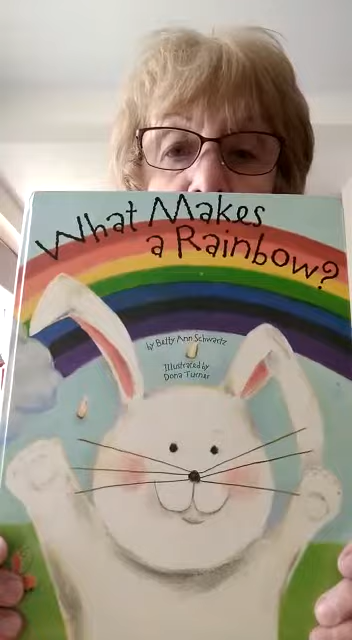 What Makes
a Rainbow?
by Betty Ann Schwartz
Illustrated by
Dona Turner